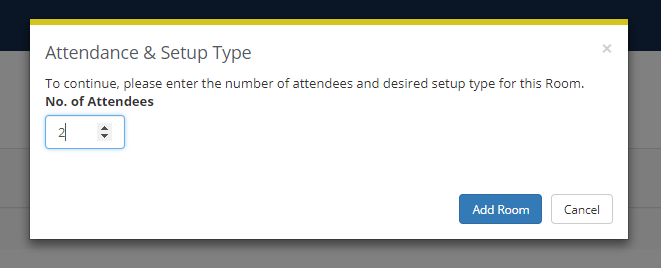 Attendance & Setup Type
×
To continue, please enter the number of attendees and desired setup type for this Room.
No. of Attendees
2
Add Room
Cancel